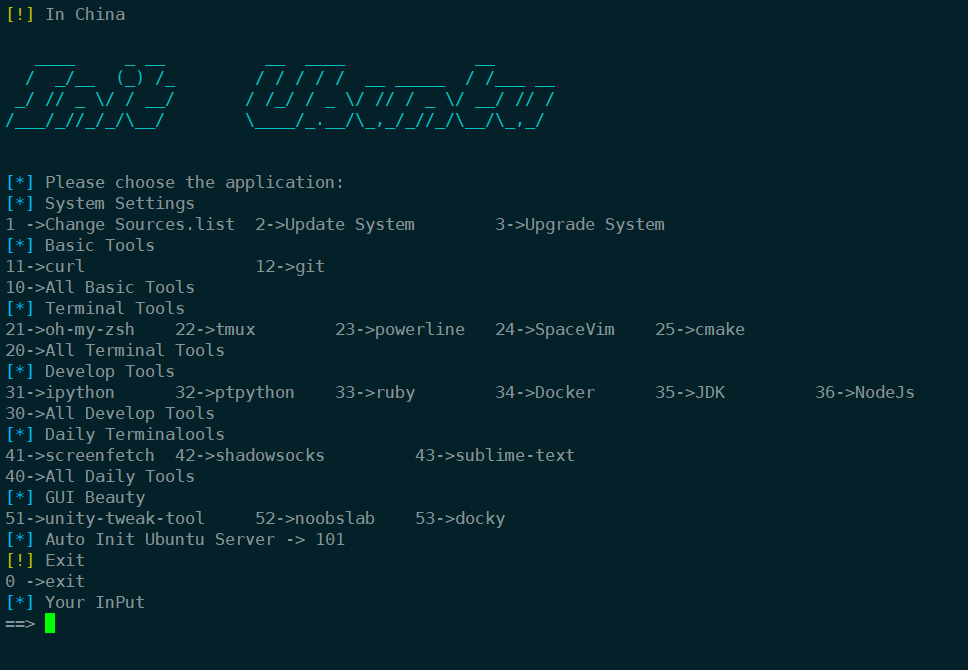 [!] In China
Init Ubuntu
[*] Please choose the application:
[*] System Settings
1 ->Change Sources.list  2->Update System        3->Upgrade System
[*] Basic Tools
11->curl                 12->git
10->All Basic Tools
[*] Terminal Tools
21->oh-my-zsh    22->tmux        23->powerline   24->SpaceVim    25->cmake
20->All Terminal Tools
[*] Develop Tools
31->ipython      32->ptpython    33->ruby        34->Docker      35->JDK         36->NodeJs
30->All Develop Tools
[*] Daily Terminalools
41->screenfetch  42->shadowsocks         43->sublime-text
40->All Daily Tools
[*] GUI Beauty
51->unity-tweak-tool     52->noobslab    53->docky
[*] Auto Init Ubuntu Server -> 101
[!] Exit
0 ->exit
[*] Your InPut
==>